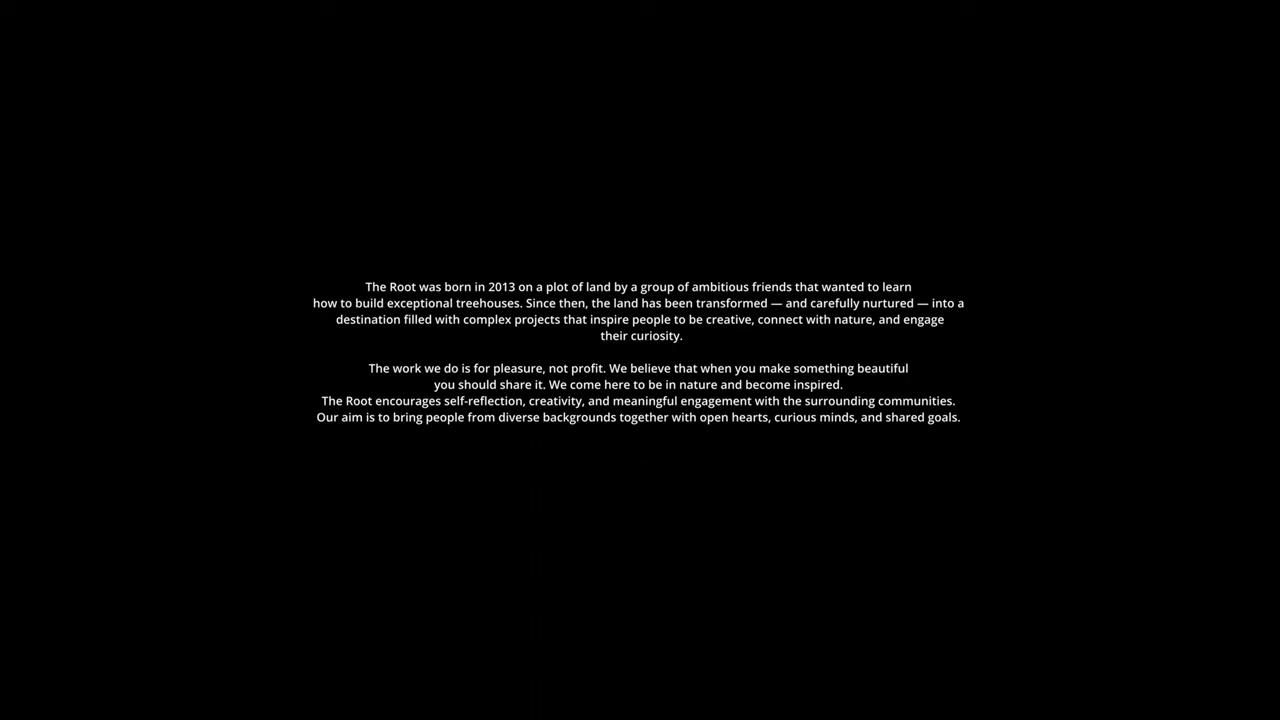 The Root was born in 2013 on a plot of land by a group of ambitious friends that wanted to learn
how to build exceptional treehouses. Since then, the land has been transformed — and carefully nurtured — into a
destination filled with complex projects that inspire people to be creative, connect with nature, and engage
their curiosity.
The work we do is for pleasure, not profit. We believe that when you make something beautiful
you should share it. We come here to be in nature and become inspired.
The Root encourages self-reflection, creativity, and meaningful engagement with the surrounding communities.
Our aim is to bring people from diverse backgrounds together with open hearts, curious minds, and shared goals.